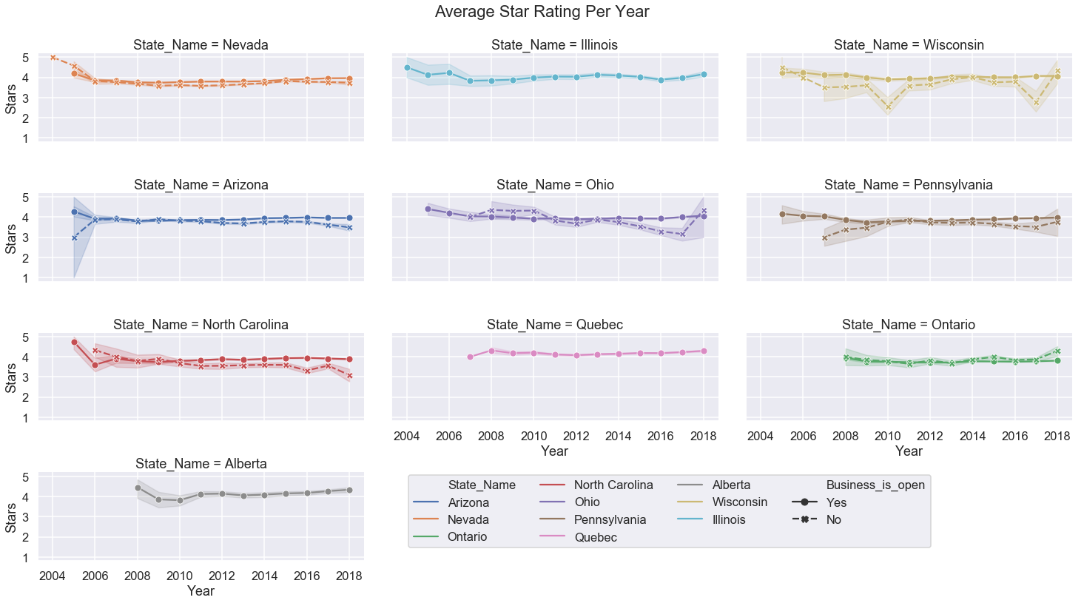 Average Star Rating Per Year
State_Name = Nevada
State_Name = Illinois
State_Name = Wisconsin
5
4
3
2
1
Stars
State_Name = Arizona
State_Name = Ohio
State_Name = Pennsylvania
5
4
3
2
1
Stars
State_Name = North Carolina
State_Name = Quebec
State_Name = Ontario
5
4
3
2
1
Stars
2004 2006 2008 2010 2012 2014 2016 2018
Year
2004 2006 2008 2010 2012 2014 2016 2018
Year
State_Name = Alberta
5
4
3
2
1
Stars
2004 2006 2008 2010 2012 2014 2016 2018
Year
State_Name
Arizona
Nevada
Ontario
North Carolina
Ohio
Pennsylvania
Quebec
Alberta
Wisconsin
Illinois
Business_is_open
Yes
No